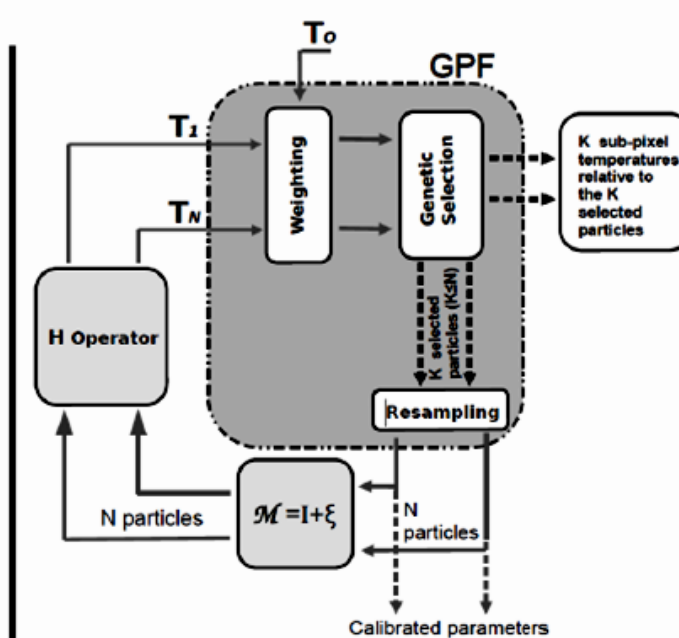 T₀
GPF
T₁
T_N
Weighting
Genetic
Selection
K sub-pixel
temperatures
relative to
the K
selected
particles
H Operator
K selected
particles (K≤N)
Resampling
ℳ =I+ξ
N particles
N
particles
Calibrated parameters